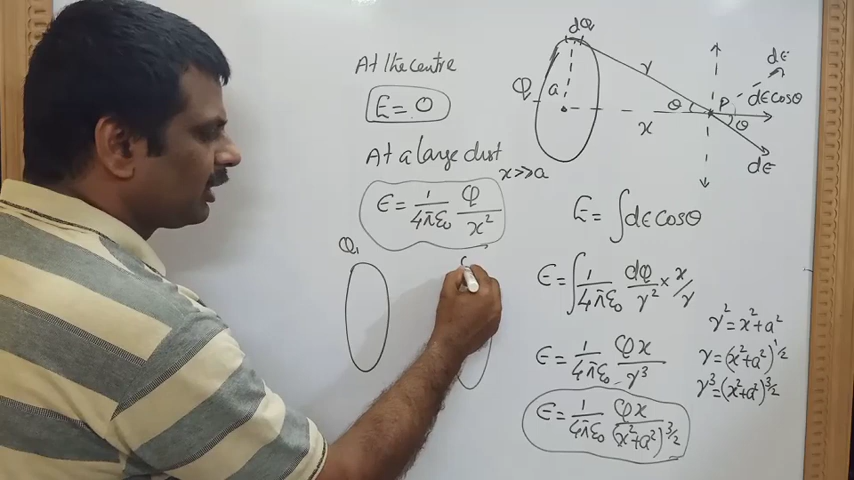 At the centre
E = 0
At a large dist
x>>a
E = 1/4πε₀ Q/x²
Q₁
dQ
r
Q
a
x
θ
P
θ
dE
dE cosθ
dE
E = ∫dE cosθ
E = ∫ 1/4πε₀ dQ/r² × x/r
E = 1/4πε₀ Qx/r³
E = 1/4πε₀ Qx/(x²+a²)^3/2
r² = x²+a²
r = (x²+a²)^1/2
r³ = (x²+a²)^3/2